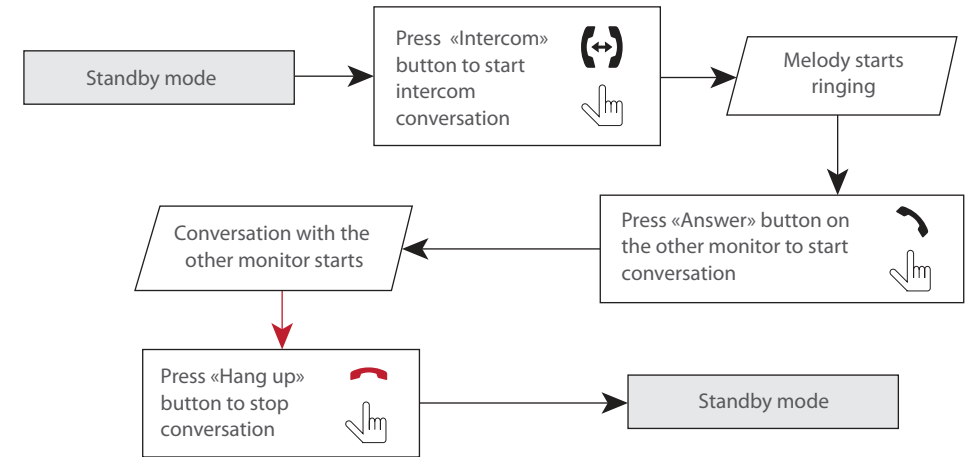 Standby mode
Press «Intercom»
button to start
intercom
conversation
Melody starts
ringing
Press «Answer» button on
the other monitor to start
conversation
Conversation with the
other monitor starts
Press «Hang up»
button to stop
conversation
Standby mode